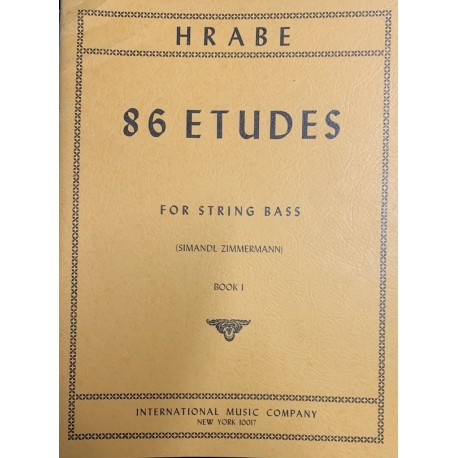 HRABE
86 ETUDES
FOR STRING BASS
(SIMANDL ZIMMERMANN)
BOOK I
INTERNATIONAL MUSIC COMPANY
NEW YORK 10017